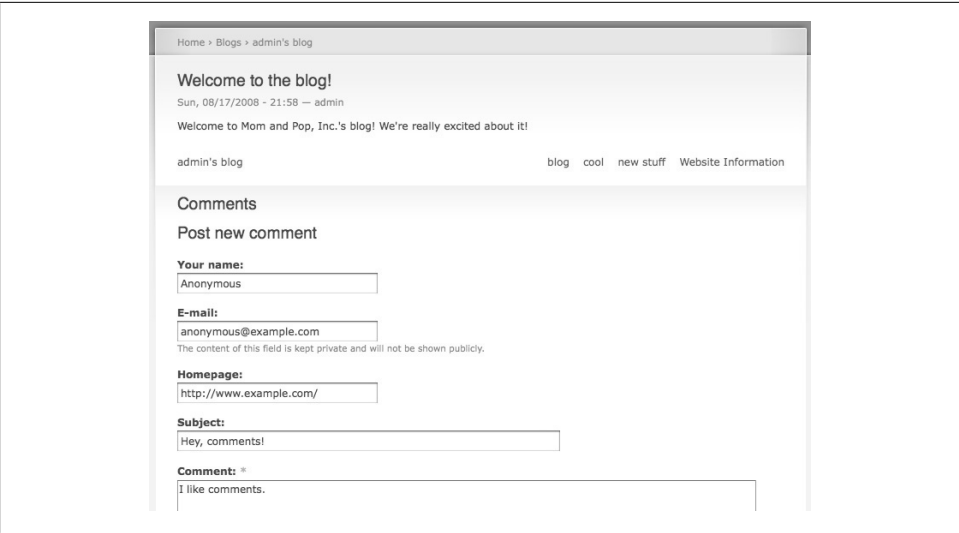 Home › Blogs › admin's blog
Welcome to the blog!
Sun, 08/17/2008 - 21:58 — admin
Welcome to Mom and Pop, Inc.'s blog! We're really excited about it!
admin's blog blog cool new stuff Website Information
Comments
Post new comment
Your name:
Anonymous
E-mail:
anonymous@example.com
The content of this field is kept private and will not be shown publicly.
Homepage:
http://www.example.com/
Subject:
Hey, comments!
Comment: *
I like comments.